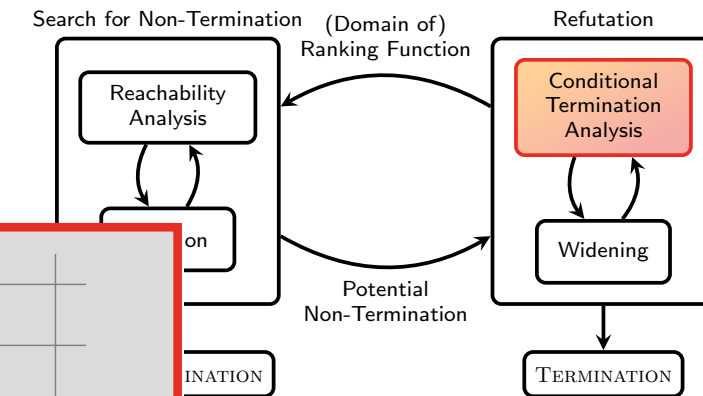 Search for Non-Termination
(Domain of)
Ranking Function
Refutation
Reachability
Analysis
Conditional
Termination
Analysis
on
Widening
Potential
Non-Termination
INATION
TERMINATION